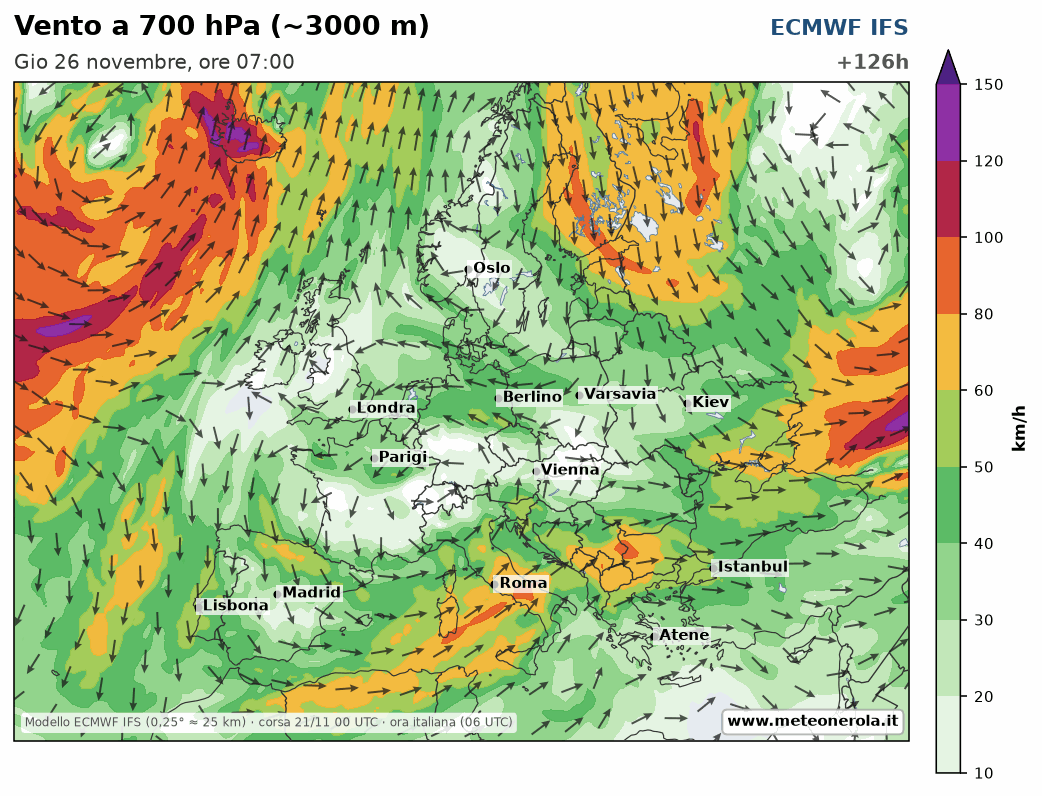 Vento a 700 hPa (~3000 m)
ECMWF IFS
Gio 26 novembre, ore 07:00
+126h
150
120
100
80
60
50
40
30
20
10
km/h
Oslo
Londra
Berlino
Varsavia
Kiev
Parigi
Vienna
Istanbul
Roma
Madrid
Lisbona
Atene
Modello ECMWF IFS (0,25° ≈ 25 km) · corsa 21/11 00 UTC · ora italiana (06 UTC)
www.meteonerola.it